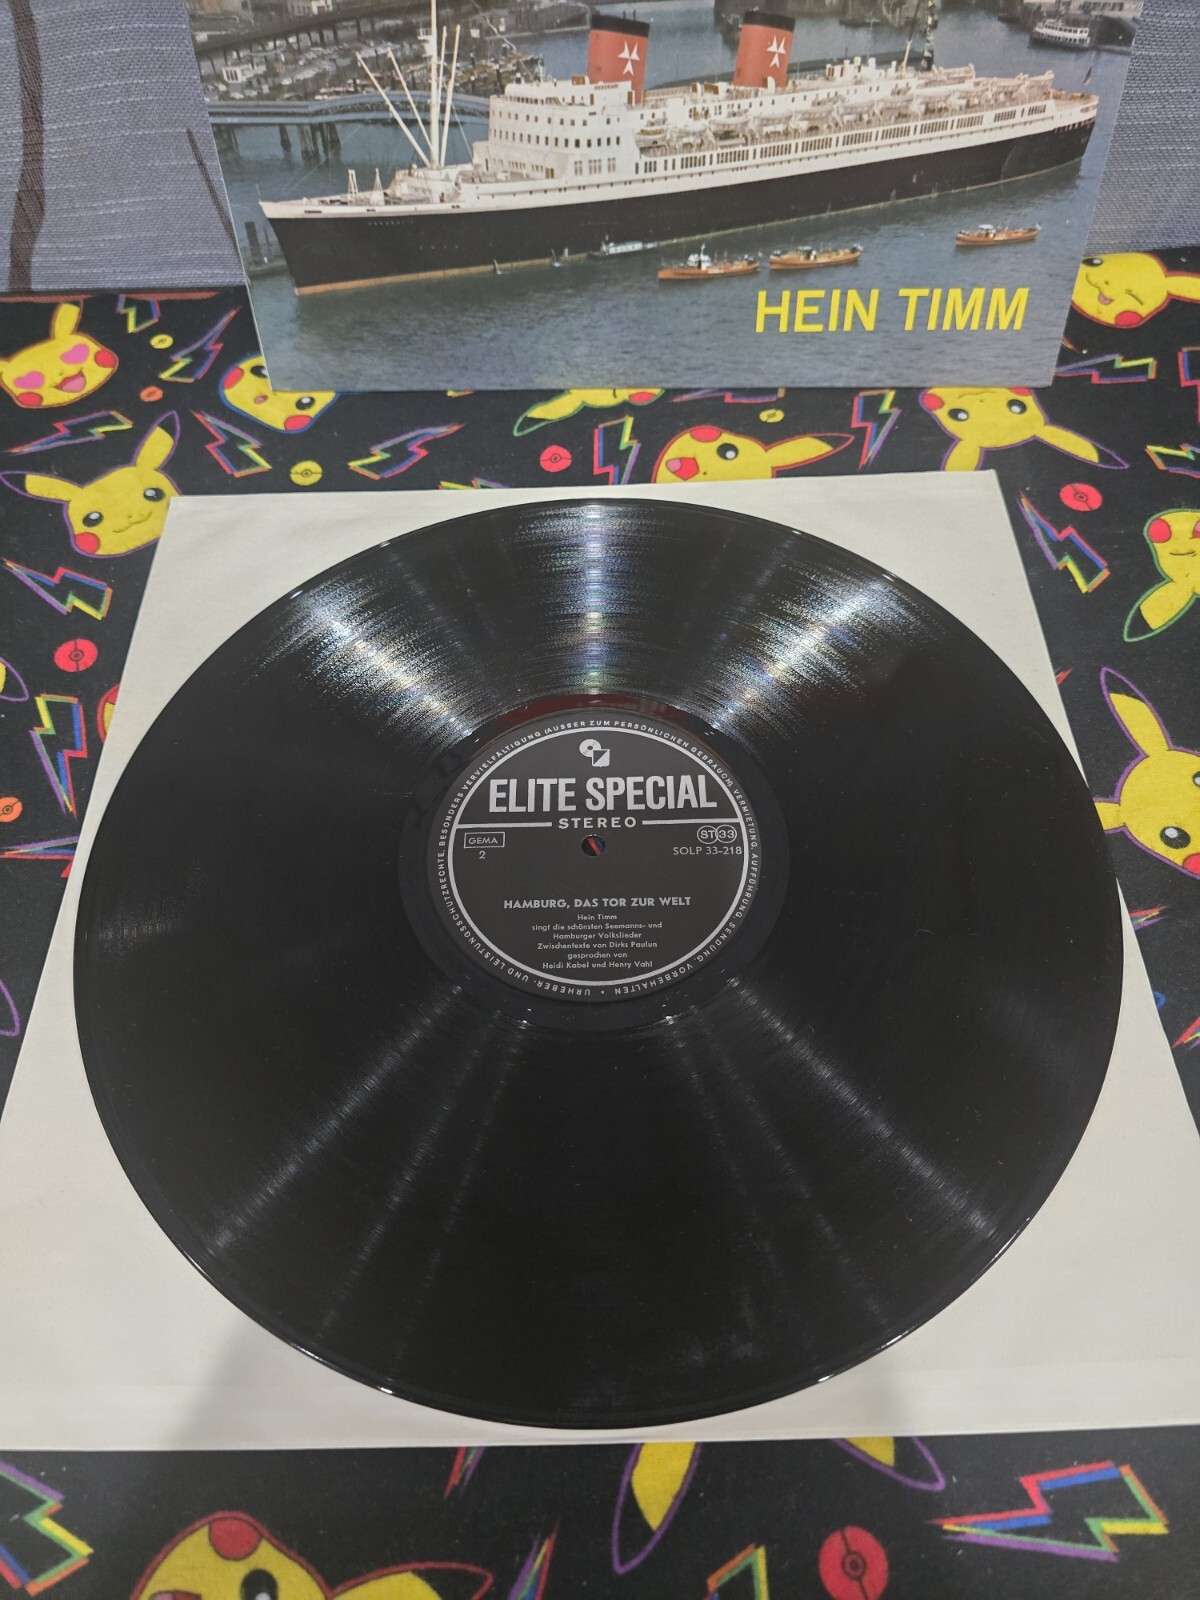 HEIN TIMM
URHEBER- UND LEISTUNGSSCHUTZRECHTE, BESONDERS VERVIELFÄLTIGUNG (AUSSER ZUM PERSÖNLICHEN GEBRAUCH), VERMIETUNG, AUFFÜHRUNG, SENDUNG, VORBEHALTEN •
ELITE SPECIAL
STEREO
GEMA
ST 33
2
SOLP 33-218
HAMBURG, DAS TOR ZUR WELT
Hein Timm
singt die schönsten Seemanns- und
Hamburger Volkslieder
Zwischentexte von Dirks Paulun
gesprochen von
Heidi Kabel und Henry Vahl